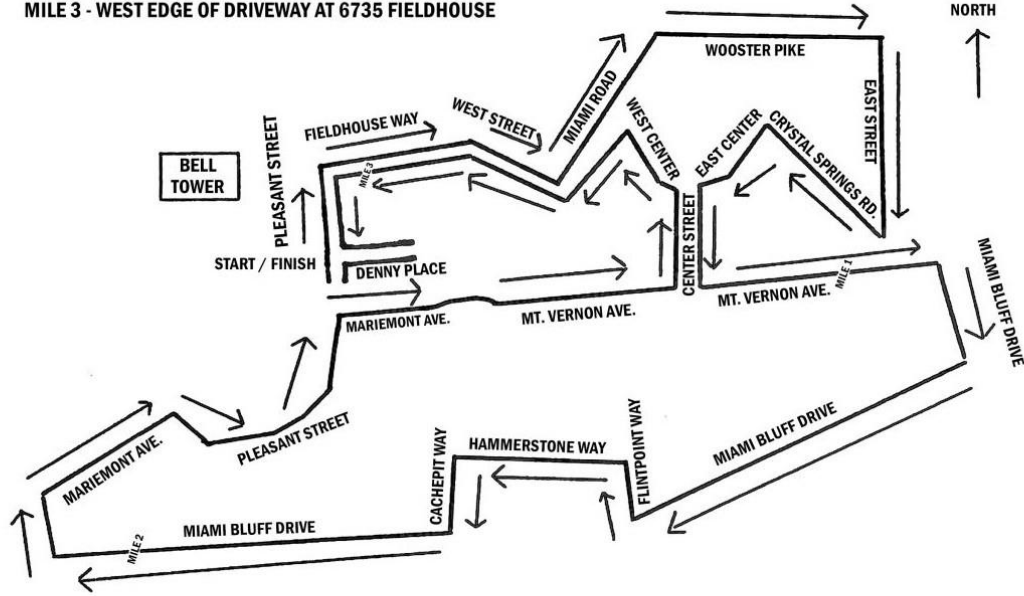 MILE 3 - WEST EDGE OF DRIVEWAY AT 6735 FIELDHOUSE
NORTH
WOOSTER PIKE
MIAMI ROAD
EAST STREET
WEST STREET
FIELDHOUSE WAY
WEST CENTER
EAST CENTER
CRYSTAL SPRINGS RD.
PLEASANT STREET
BELL
TOWER
MILE 3
CENTER STREET
START / FINISH
DENNY PLACE
MILE 1
MIAMI BLUFF DRIVE
MT. VERNON AVE.
MT. VERNON AVE.
MARIEMONT AVE.
PLEASANT STREET
MARIEMONT AVE.
MIAMI BLUFF DRIVE
FLINTPOINT WAY
HAMMERSTONE WAY
CACHEPIT WAY
MIAMI BLUFF DRIVE
MILE 2